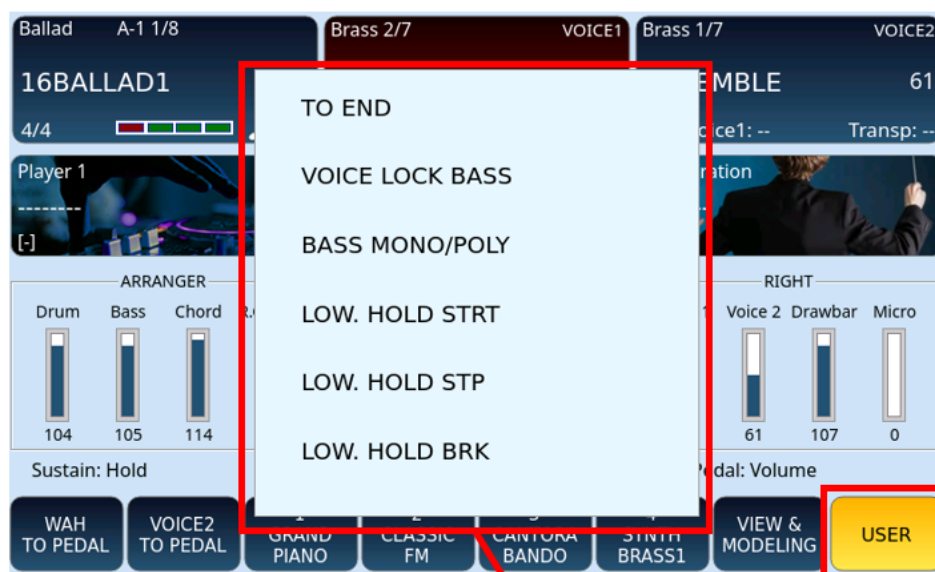 Ballad A-1 1/8
16BALLAD1
4/4
Brass 2/7 VOICE1
Brass 1/7 VOICE2
EMBLE 61
oice1: -- Transp: --
Player 1
--------
[-]
ration
TO END
VOICE LOCK BASS
BASS MONO/POLY
LOW. HOLD STRT
LOW. HOLD STP
LOW. HOLD BRK
ARRANGER
Drum Bass Chord
104 105 114
RIGHT
Voice 2 Drawbar Micro
61 107 0
Sustain: Hold
Pedal: Volume
WAH
TO PEDAL
VOICE2
TO PEDAL
GRAND
PIANO
CLASSIC
FM
CANTORA
BANDO
SYNTH
BRASS1
VIEW &
MODELING
USER